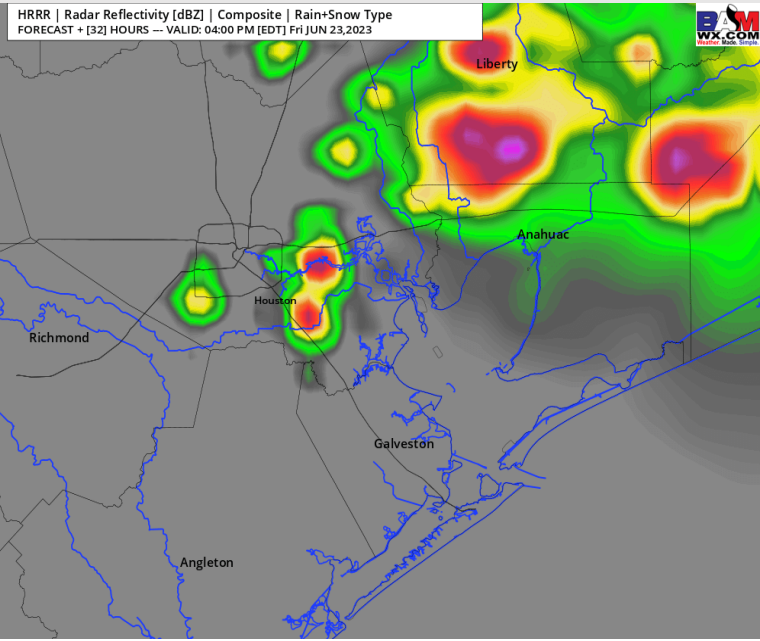 HRRR | Radar Reflectivity [dBZ] | Composite | Rain+Snow Type
FORECAST + [32] HOURS --- VALID: 04:00 PM [EDT] Fri JUN 23,2023
BAM
Weather. Made. Simple.
WX.COM
Liberty
Anahuac
Houston
Richmond
Galveston
Angleton